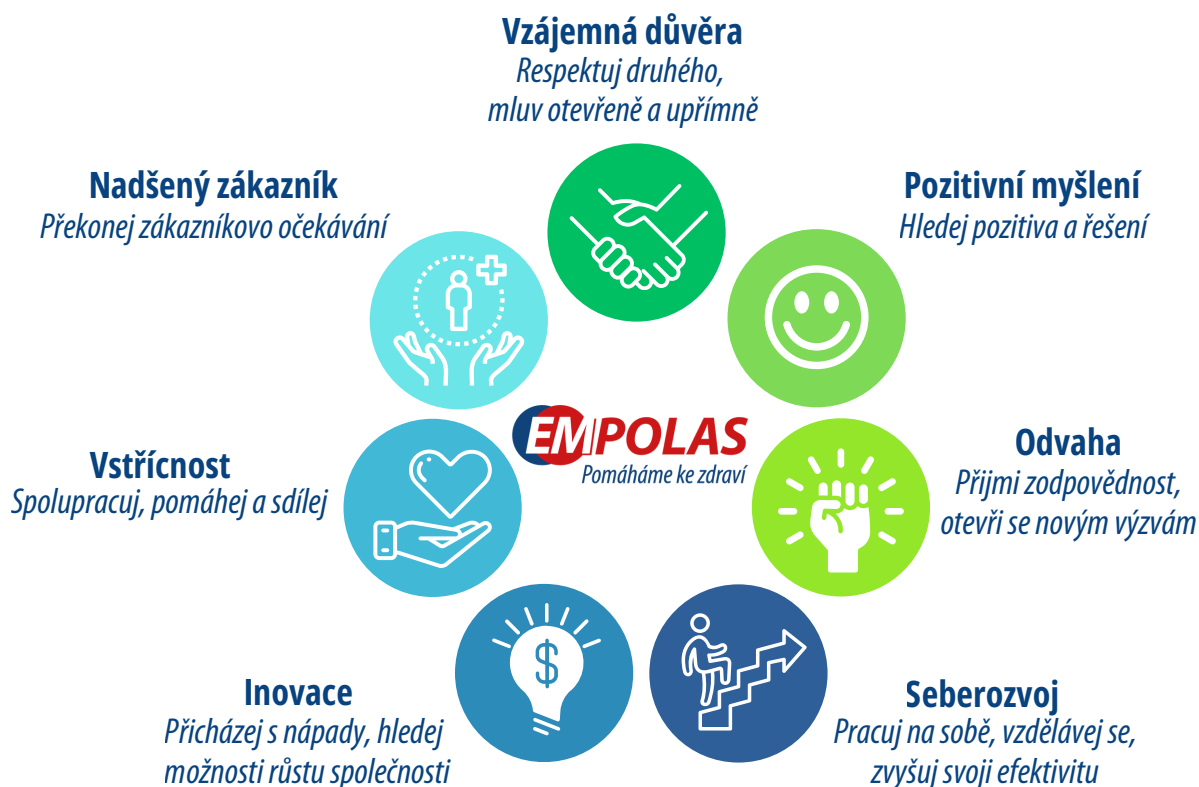 Vzájemná důvěra
Respektuj druhého,
mluv otevřeně a upřímně
Nadšený zákazník
Překonej zákazníkovo očekávání
Pozitivní myšlení
Hledej pozitiva a řešení
EMPOLAS
Pomáháme ke zdraví
Vstřícnost
Spolupracuj, pomáhej a sdílej
Odvaha
Přijmi zodpovědnost,
otevři se novým výzvám
$
Inovace
Přicházej s nápady, hledej
možnosti růstu společnosti
Seberozvoj
Pracuj na sobě, vzdělávej se,
zvyšuj svoji efektivitu